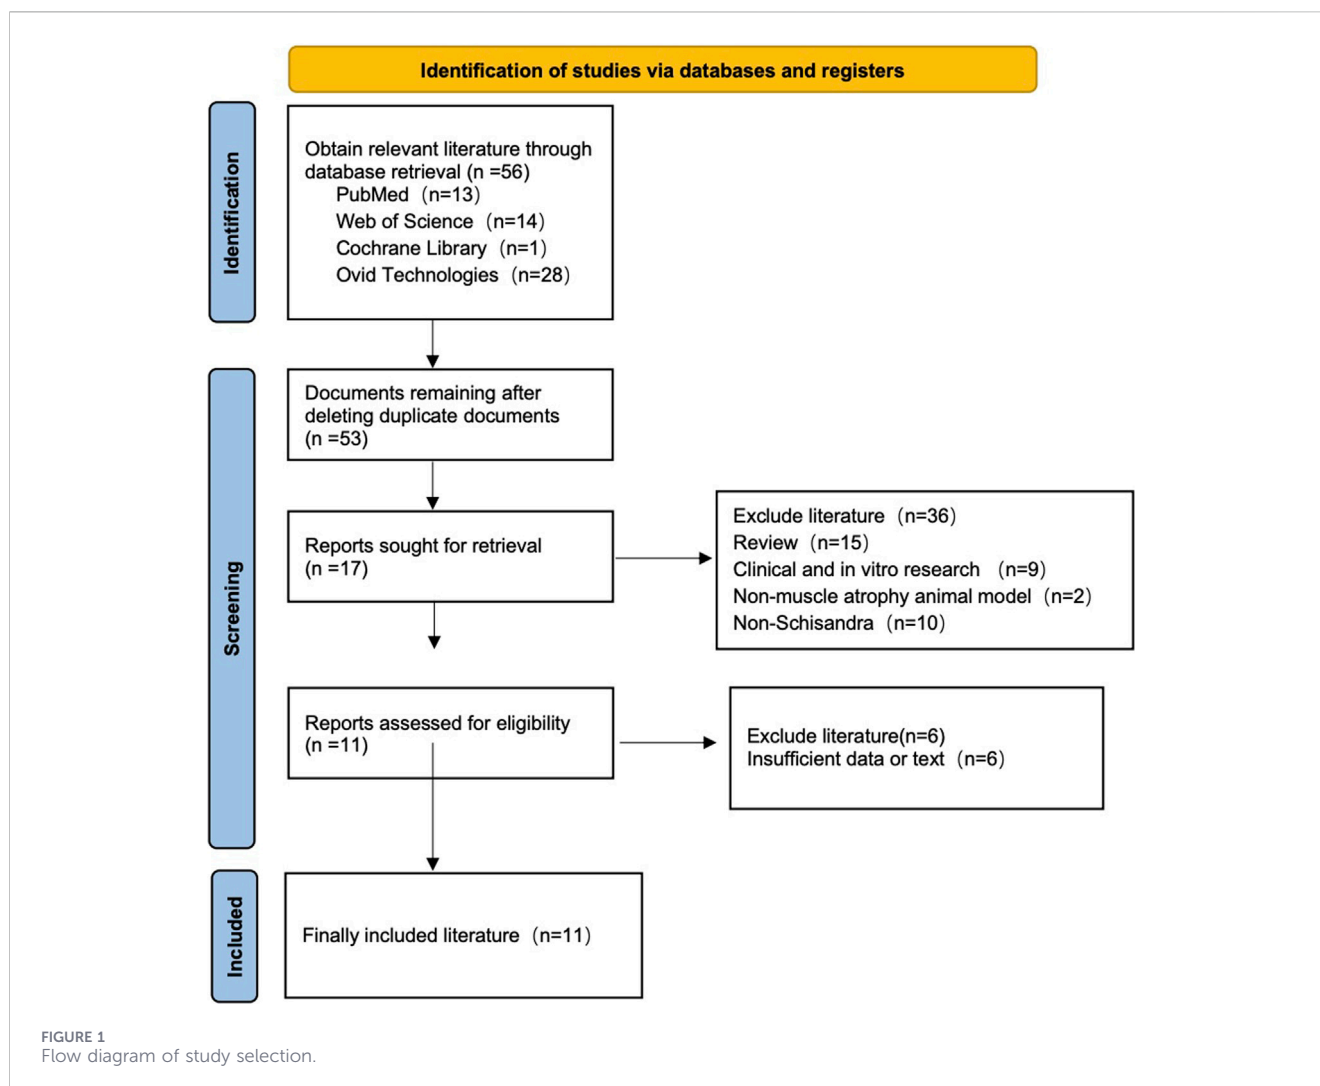 Identification of studies via databases and registers
Identification
Obtain relevant literature through
database retrieval (n =56)
PubMed（n=13）
Web of Science（n=14）
Cochrane Library（n=1）
Ovid Technologies（n=28）
Screening
Documents remaining after
deleting duplicate documents
(n =53)
Reports sought for retrieval
(n =17)
Exclude literature（n=36）
Review（n=15）
Clinical and in vitro research （n=9）
Non-muscle atrophy animal model（n=2）
Non-Schisandra（n=10）
Reports assessed for eligibility
(n =11)
Exclude literature(n=6)
Insufficient data or text（n=6）
Included
Finally included literature（n=11）
FIGURE 1
Flow diagram of study selection.